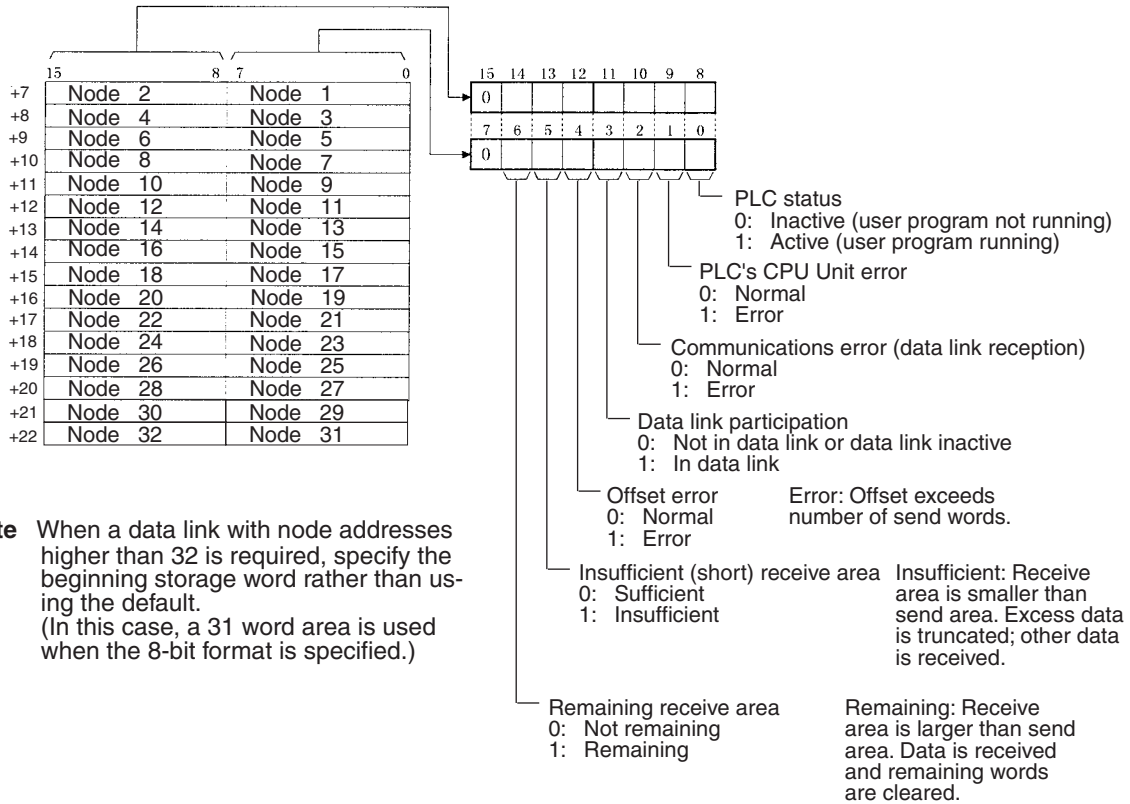 15 8 7 0
+7 Node 2 Node 1
+8 Node 4 Node 3
+9 Node 6 Node 5
+10 Node 8 Node 7
+11 Node 10 Node 9
+12 Node 12 Node 11
+13 Node 14 Node 13
+14 Node 16 Node 15
+15 Node 18 Node 17
+16 Node 20 Node 19
+17 Node 22 Node 21
+18 Node 24 Node 23
+19 Node 26 Node 25
+20 Node 28 Node 27
+21 Node 30 Node 29
+22 Node 32 Node 31
15 14 13 12 11 10 9 8
0
7 6 5 4 3 2 1 0
0
PLC status
0: Inactive (user program not running)
1: Active (user program running)
PLC's CPU Unit error
0: Normal
1: Error
Communications error (data link reception)
0: Normal
1: Error
Data link participation
0: Not in data link or data link inactive
1: In data link
Offset error
0: Normal
1: Error
Error: Offset exceeds
number of send words.
Insufficient (short) receive area
0: Sufficient
1: Insufficient
Insufficient: Receive
area is smaller than
send area. Excess data
is truncated; other data
is received.
Remaining receive area
0: Not remaining
1: Remaining
Remaining: Receive
area is larger than send
area. Data is received
and remaining words
are cleared.
te When a data link with node addresses
higher than 32 is required, specify the
beginning storage word rather than us-
ing the default.
(In this case, a 31 word area is used
when the 8-bit format is specified.)